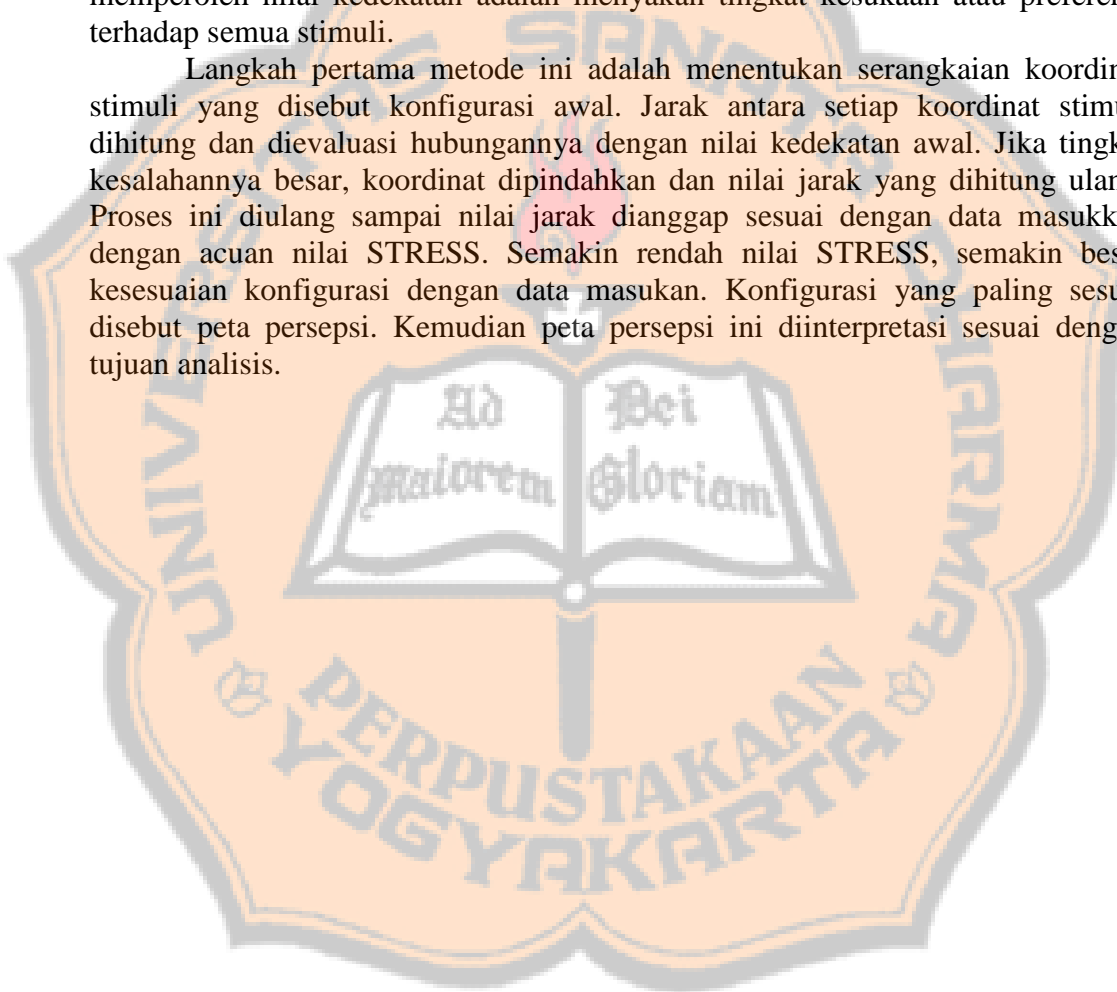 memperoleh nilai kedekatan adalah menyakan tingkat kesukaan atau preferen
terhadap semua stimuli.
Langkah pertama metode ini adalah menentukan serangkaian koordin
stimuli yang disebut konfigurasi awal. Jarak antara setiap koordinat stimu
dihitung dan dievaluasi hubungannya dengan nilai kedekatan awal. Jika tingk
kesalahannya besar, koordinat dipindahkan dan nilai jarak yang dihitung ulan
Proses ini diulang sampai nilai jarak dianggap sesuai dengan data masukk
dengan acuan nilai STRESS. Semakin rendah nilai STRESS, semakin bes
kesesuaian konfigurasi dengan data masukan. Konfigurasi yang paling sesu
disebut peta persepsi. Kemudian peta persepsi ini diinterpretasi sesuai deng
tujuan analisis.
UNIVERSITAS SANATA DHARMA
Ad Dei
maiorem Gloriam
PERPUSTAKAAN
YOGYAKARTA